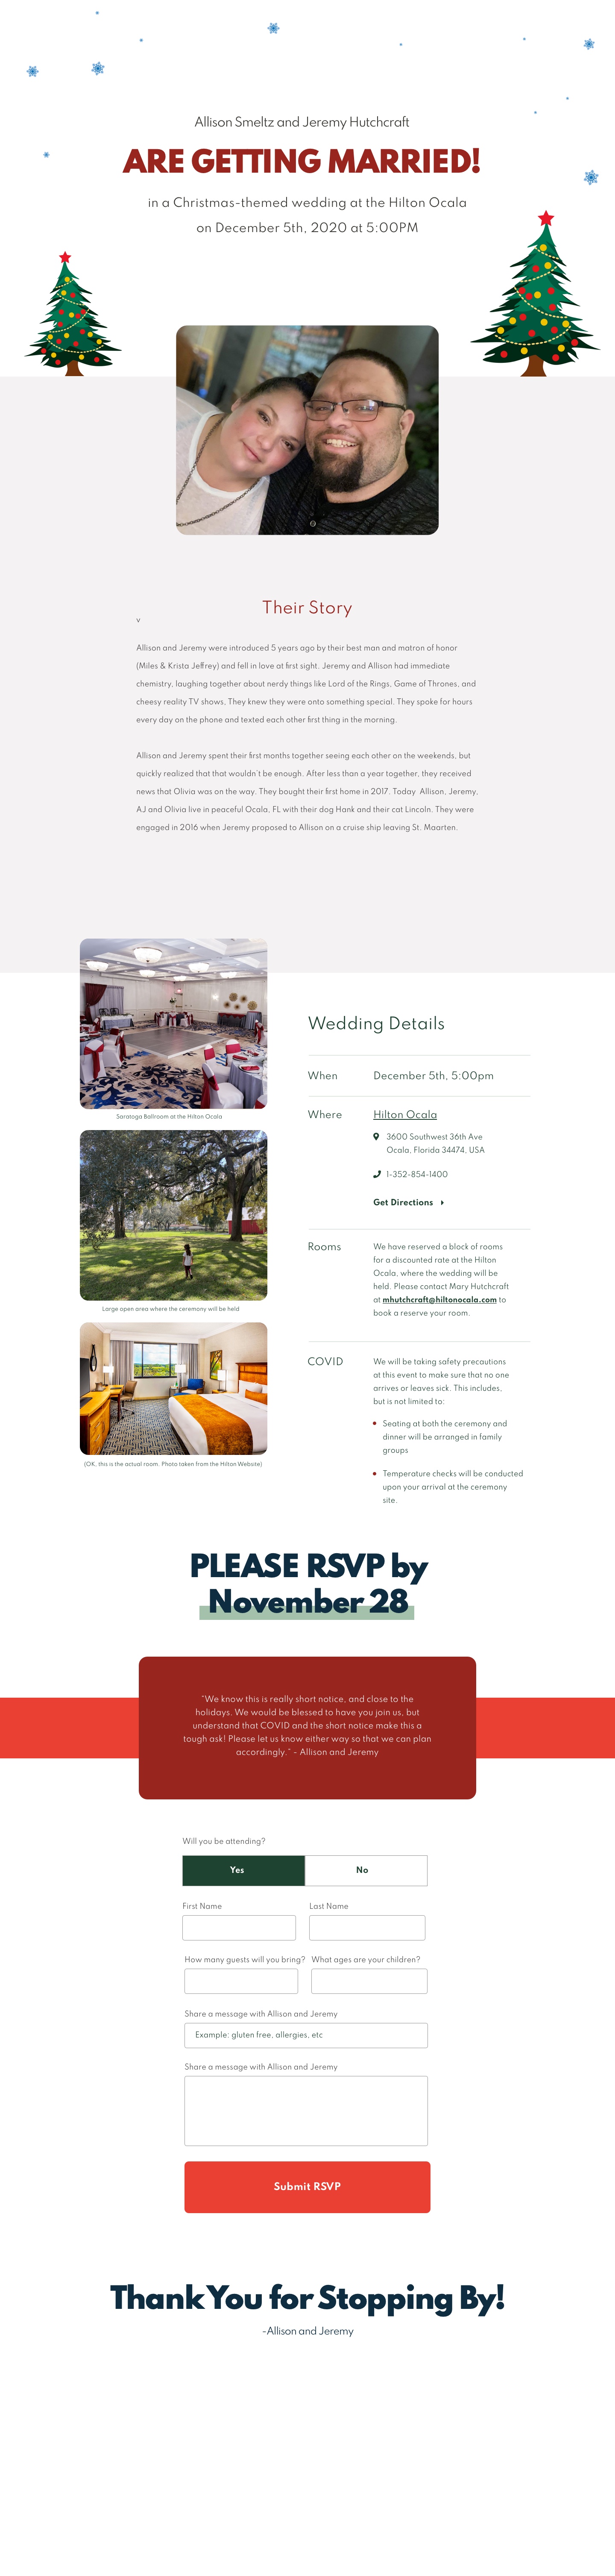 Allison Smeltz and Jeremy Hutchcraft
ARE GETTING MARRIED!
in a Christmas-themed wedding at the Hilton Ocala
on December 5th, 2020 at 5:00PM
Their Story
v
Allison and Jeremy were introduced 5 years ago by their best man and matron of honor
(Miles & Krista Jeffrey) and fell in love at first sight. Jeremy and Allison had immediate
chemistry, laughing together about nerdy things like Lord of the Rings, Game of Thrones, and
cheesy reality TV shows, They knew they were onto something special. They spoke for hours
every day on the phone and texted each other first thing in the morning.
Allison and Jeremy spent their first months together seeing each other on the weekends, but
quickly realized that that wouldn't be enough. After less than a year together, they received
news that Olivia was on the way. They bought their first home in 2017. Today Allison, Jeremy,
AJ and Olivia live in peaceful Ocala, FL with their dog Hank and their cat Lincoln. They were
engaged in 2016 when Jeremy proposed to Allison on a cruise ship leaving St. Maarten.
Saratoga Ballroom at the Hilton Ocala
Large open area where the ceremony will be held
(OK, this is the actual room. Photo taken from the Hilton Website)
Wedding Details
When
December 5th, 5:00pm
Where
Hilton Ocala
3600 Southwest 36th Ave
Ocala, Florida 34474, USA
1-352-854-1400
Get Directions
Rooms
We have reserved a block of rooms
for a discounted rate at the Hilton
Ocala, where the wedding will be
held. Please contact Mary Hutchcraft
at mhutchcraft@hiltonocala.com to
book a reserve your room.
COVID
We will be taking safety precautions
at this event to make sure that no one
arrives or leaves sick. This includes,
but is not limited to:
Seating at both the ceremony and
dinner will be arranged in family
groups
Temperature checks will be conducted
upon your arrival at the ceremony
site.
PLEASE RSVP by
November 28
"We know this is really short notice, and close to the
holidays. We would be blessed to have you join us, but
understand that COVID and the short notice make this a
tough ask! Please let us know either way so that we can plan
accordingly." - Allison and Jeremy
Will you be attending?
Yes
No
First Name
Last Name
How many guests will you bring?
What ages are your children?
Share a message with Allison and Jeremy
Example: gluten free, allergies, etc
Share a message with Allison and Jeremy
Submit RSVP
Thank You for Stopping By!
-Allison and Jeremy